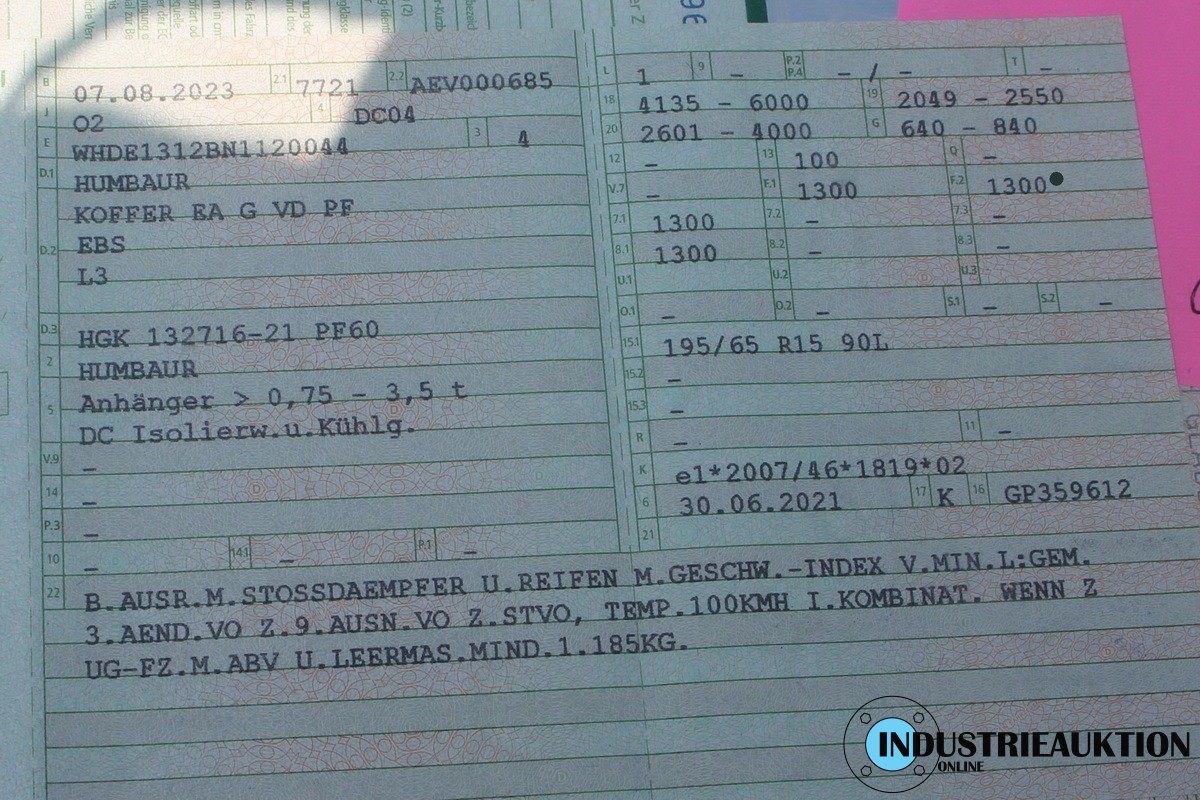 B 07.08.2023 2.1 7721 2.2 AEV000685
J O2 4 DC04
E WHDE1312BN1120044 3 4
D.1 HUMBAUR
KOFFER EA G VD PF
D.2 EBS
L3
D.3 HGK 132716-21 PF60
2 HUMBAUR
5 Anhänger > 0,75 - 3,5 t
DC Isolierw.u.Kühlg.
V.9 -
14 -
P.3 -
10 - 14.1 - P.1 -
L 1 9 - P.2 P.4 - / - T -
18 4135 - 6000 19 2049 - 2550
20 2601 - 4000 G 640 - 840
12 - 13 100 Q -
V.7 - F.1 1300 F.2 1300
7.1 1300 7.2 - 7.3 -
8.1 1300 8.2 - 8.3 -
U.1 U.2 U.3
O.1 - O.2 - S.1 - S.2 -
15.1 195/65 R15 90L
15.2 -
15.3 -
R - 11 -
K e1*2007/46*1819*02
6 30.06.2021 17 K 16 GP359612
21
22 B.AUSR.M.STOSSDAEMPFER U.REIFEN M.GESCHW.-INDEX V.MIN.L:GEM.
3.AEND.VO Z.9.AUSN.VO Z.STVO, TEMP.100KMH I.KOMBINAT. WENN Z
UG-FZ.M.ABV U.LEERMAS.MIND.1.185KG.
INDUSTRIEAUKTION
ONLINE